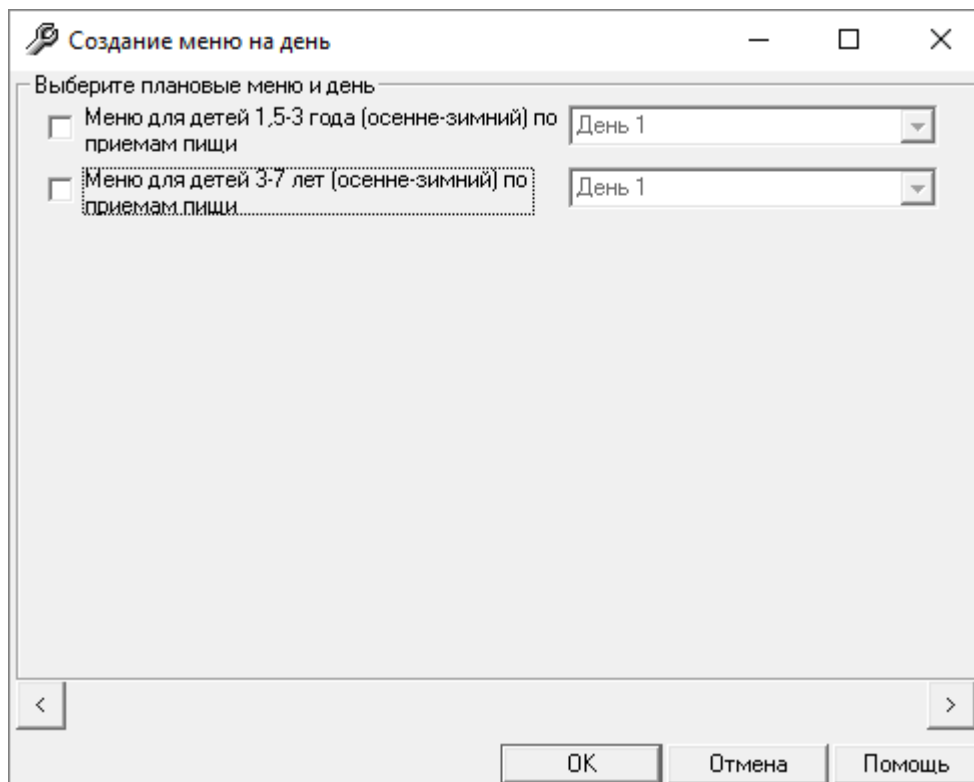 Создание меню на день
Выберите плановые меню и день
Меню для детей 1,5-3 года (осенне-зимний) по
приемам пищи
День 1
Меню для детей 3-7 лет (осенне-зимний) по
приемам пищи
День 1
OK
Отмена
Помощь